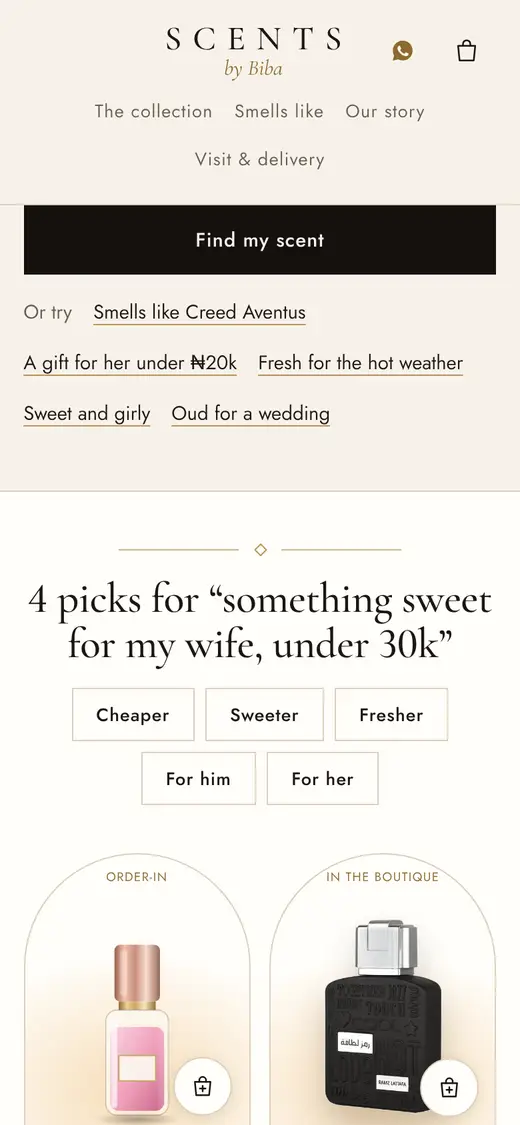 SCENTS
by Biba
The collection Smells like Our story
Visit & delivery
Find my scent
Or try Smells like Creed Aventus
A gift for her under ₦20k Fresh for the hot weather
Sweet and girly Oud for a wedding
4 picks for “something sweet
for my wife, under 30k”
Cheaper Sweeter Fresher
For him For her
ORDER-IN IN THE BOUTIQUE
رمز لطافة
RAMZ LATTAFA